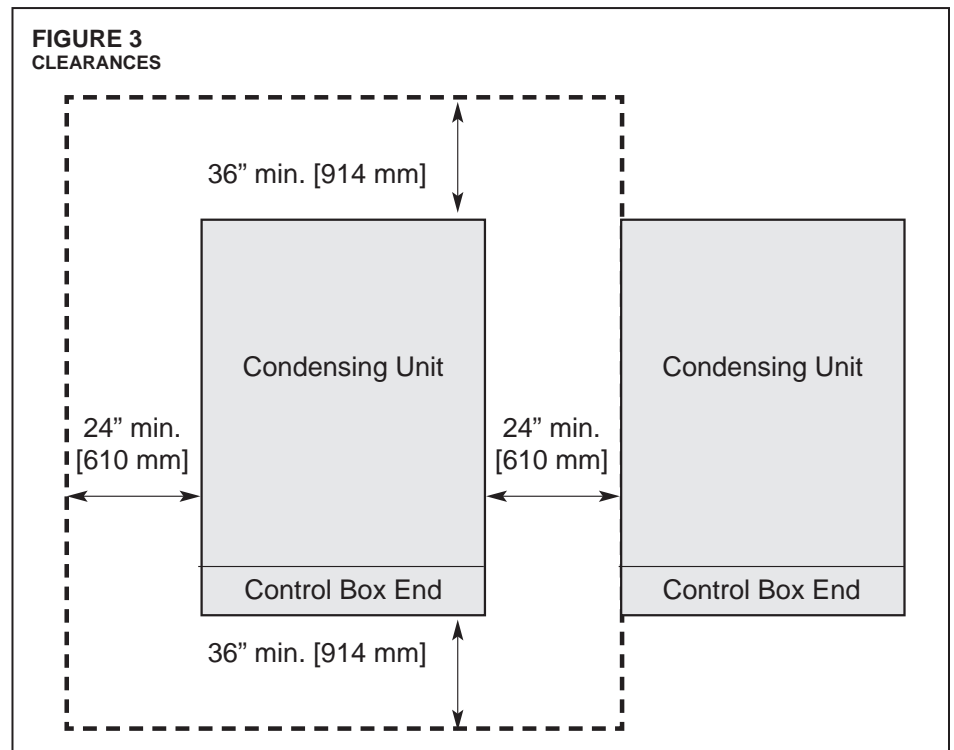 FIGURE 3
CLEARANCES
36” min. [914 mm]
Condensing Unit
Condensing Unit
24” min.
[610 mm]
24” min.
[610 mm]
Control Box End
Control Box End
36” min. [914 mm]